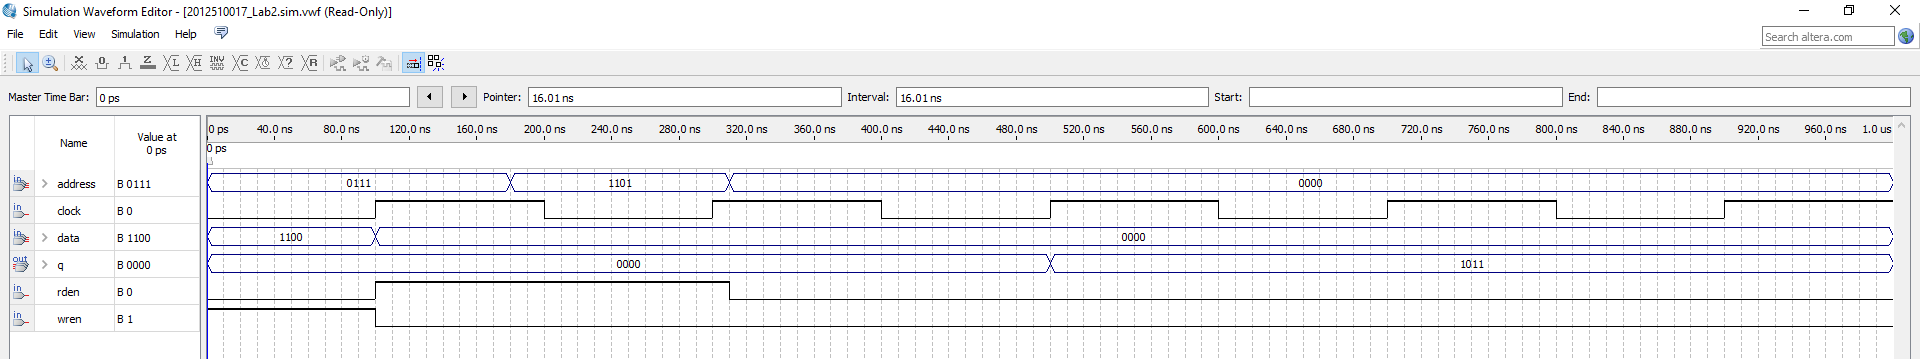 Simulation Waveform Editor - [2012510017_Lab2.sim.vwf (Read-Only)]
File Edit View Simulation Help
Search altera.com
Master Time Bar: 0 ps Pointer: 16.01 ns Interval: 16.01 ns Start: End:
Name Value at 0 ps
0 ps 40.0 ns 80.0 ns 120.0 ns 160.0 ns 200.0 ns 240.0 ns 280.0 ns 320.0 ns 360.0 ns 400.0 ns 440.0 ns 480.0 ns 520.0 ns 560.0 ns 600.0 ns 640.0 ns 680.0 ns 720.0 ns 760.0 ns 800.0 ns 840.0 ns 880.0 ns 920.0 ns 960.0 ns 1.0 us
0 ps
in address B 0111 0111 1101 0000
in clock B 0
in data B 1100 1100 0000
out q B 0000 0000 1011
in rden B 0
in wren B 1